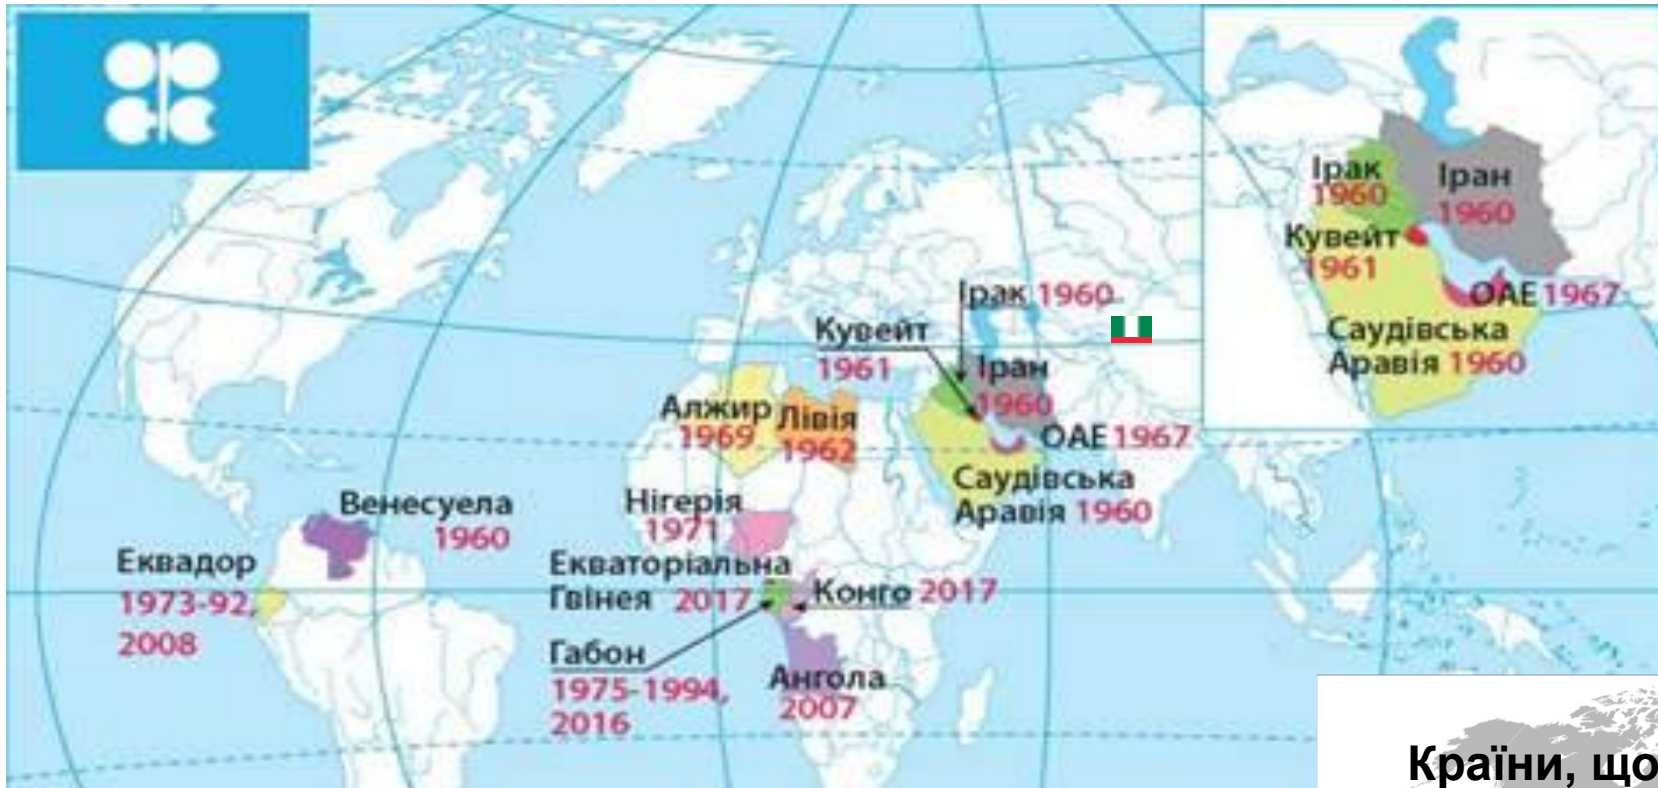 Ірак
1960
Іран
1960
Кувейт
1961
ОАЕ 1967
Саудівська
Аравія 1960
Ірак 1960
Кувейт
1961
Іран
1960
Алжир
1969
Лівія
1962
ОАЕ 1967
Саудівська
Аравія 1960
Венесуела
1960
Нігерія
1971
Еквадор
1973-92,
2008
Екваторіальна
Гвінея 2017
Конго 2017
Габон
1975-1994,
2016
Ангола
2007
Країни, що